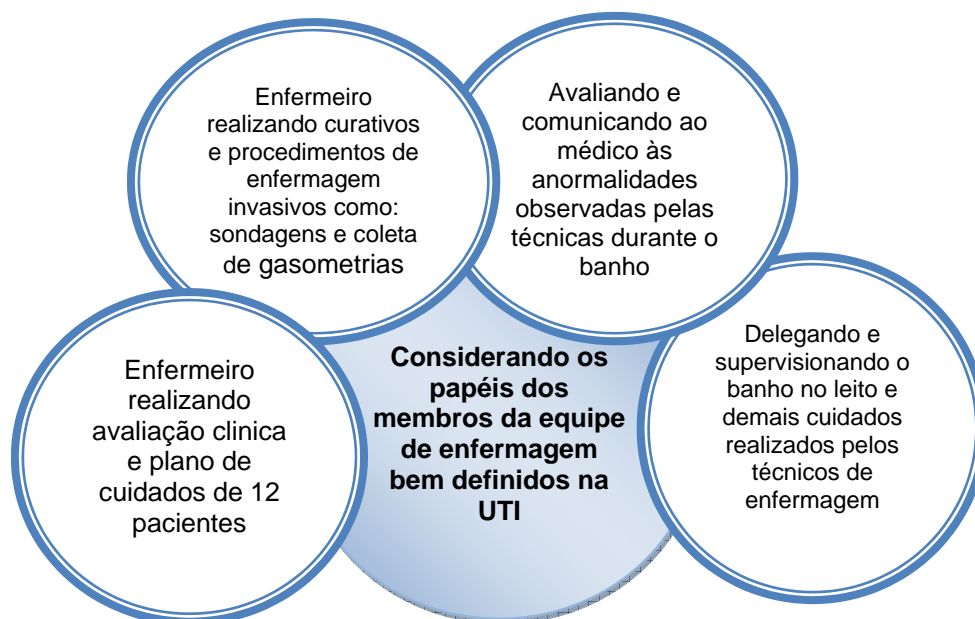 Enfermeiro
realizando curativos
e procedimentos de
enfermagem
invasivos como:
sondagens e coleta
de gasometrias
Avaliando e
comunicando ao
médico às
anormalidades
observadas pelas
técnicas durante o
banho
Enfermeiro
realizando
avaliação clinica
e plano de
cuidados de 12
pacientes
Considerando os
papéis dos
membros da equipe
de enfermagem
bem definidos na
UTI
Delegando e
supervisionando o
banho no leito e
demais cuidados
realizados pelos
técnicos de
enfermagem